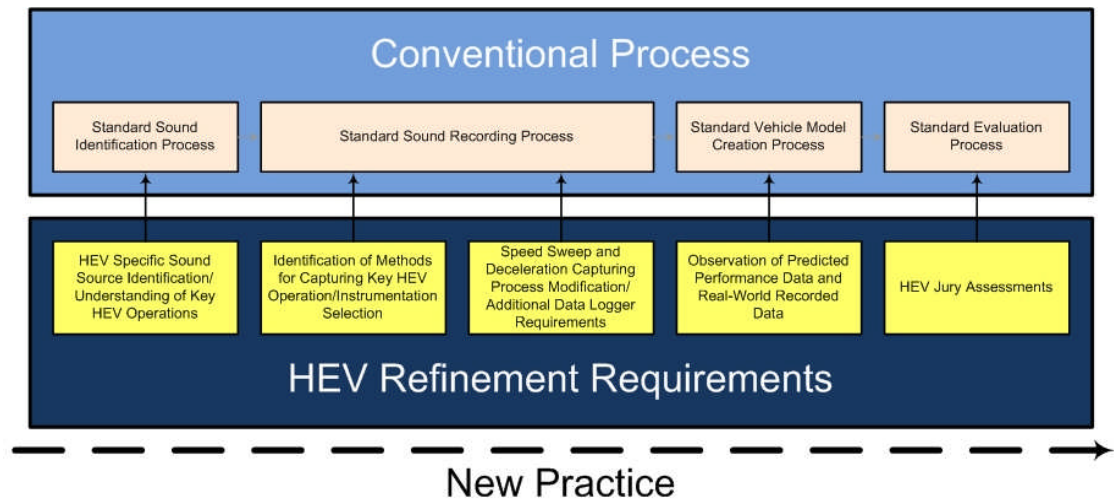 Conventional Process
Standard Sound
Identification Process
Standard Sound Recording Process
Standard Vehicle Model
Creation Process
Standard Evaluation
Process
HEV Specific Sound
Source Identification/
Understanding of Key
HEV Operations
Identification of Methods
for Capturing Key HEV
Operation/Instrumentation
Selection
Speed Sweep and
Deceleration Capturing
Process Modification/
Additional Data Logger
Requirements
Observation of Predicted
Performance Data and
Real-World Recorded
Data
HEV Jury Assessments
HEV Refinement Requirements
New Practice